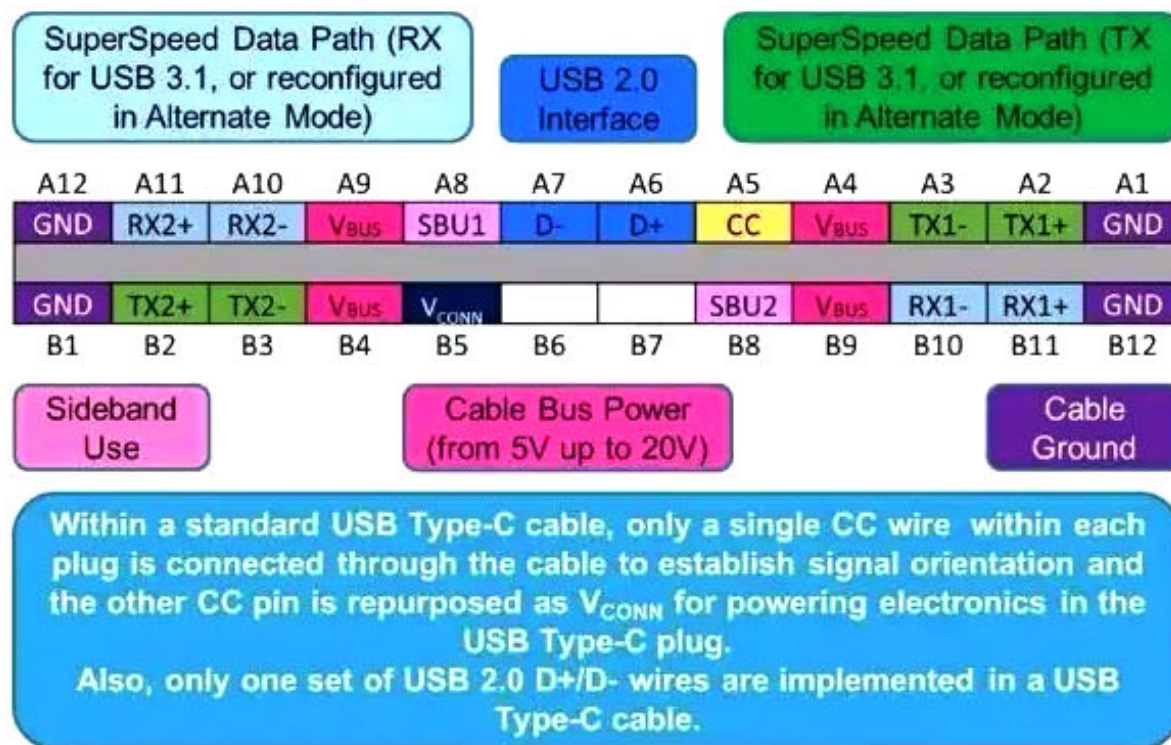 SuperSpeed Data Path (RX
for USB 3.1, or reconfigured
in Alternate Mode)
USB 2.0
Interface
SuperSpeed Data Path (TX
for USB 3.1, or reconfigured
in Alternate Mode)
A12 A11 A10 A9 A8 A7 A6 A5 A4 A3 A2 A1
GND RX2+ RX2- VBUS SBU1 D- D+ CC VBUS TX1- TX1+ GND
GND TX2+ TX2- VBUS VCONN SBU2 VBUS RX1- RX1+ GND
B1 B2 B3 B4 B5 B6 B7 B8 B9 B10 B11 B12
Sideband
Use
Cable Bus Power
(from 5V up to 20V)
Cable
Ground
Within a standard USB Type-C cable, only a single CC wire within each
plug is connected through the cable to establish signal orientation and
the other CC pin is repurposed as VCONN for powering electronics in the
USB Type-C plug.
Also, only one set of USB 2.0 D+/D- wires are implemented in a USB
Type-C cable.